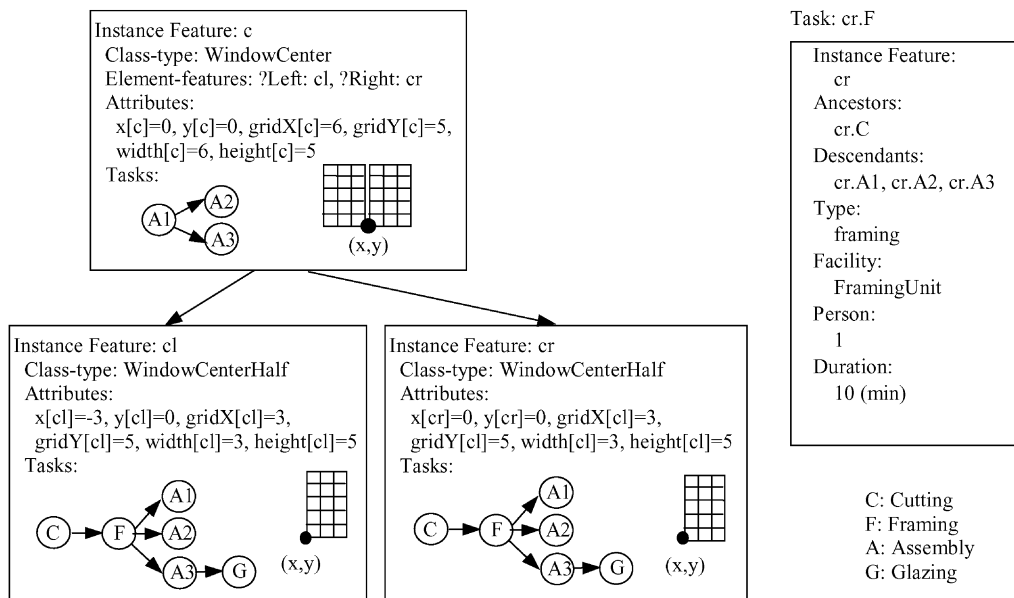 Instance Feature: c
Class-type: WindowCenter
Element-features: ?Left: cl, ?Right: cr
Attributes:
x[c]=0, y[c]=0, gridX[c]=6, gridY[c]=5,
width[c]=6, height[c]=5
Tasks:
A1
A2
A3
(x,y)
Instance Feature: cl
Class-type: WindowCenterHalf
Attributes:
x[cl]=-3, y[cl]=0, gridX[cl]=3,
gridY[cl]=5, width[cl]=3, height[cl]=5
Tasks:
C
F
A1
A2
A3
G
(x,y)
Instance Feature: cr
Class-type: WindowCenterHalf
Attributes:
x[cr]=0, y[cr]=0, gridX[cl]=3,
gridY[cl]=5, width[cl]=3, height[cl]=5
Tasks:
C
F
A1
A2
A3
G
(x,y)
Task: cr.F
Instance Feature:
cr
Ancestors:
cr.C
Descendants:
cr.A1, cr.A2, cr.A3
Type:
framing
Facility:
FramingUnit
Person:
1
Duration:
10 (min)
C: Cutting
F: Framing
A: Assembly
G: Glazing